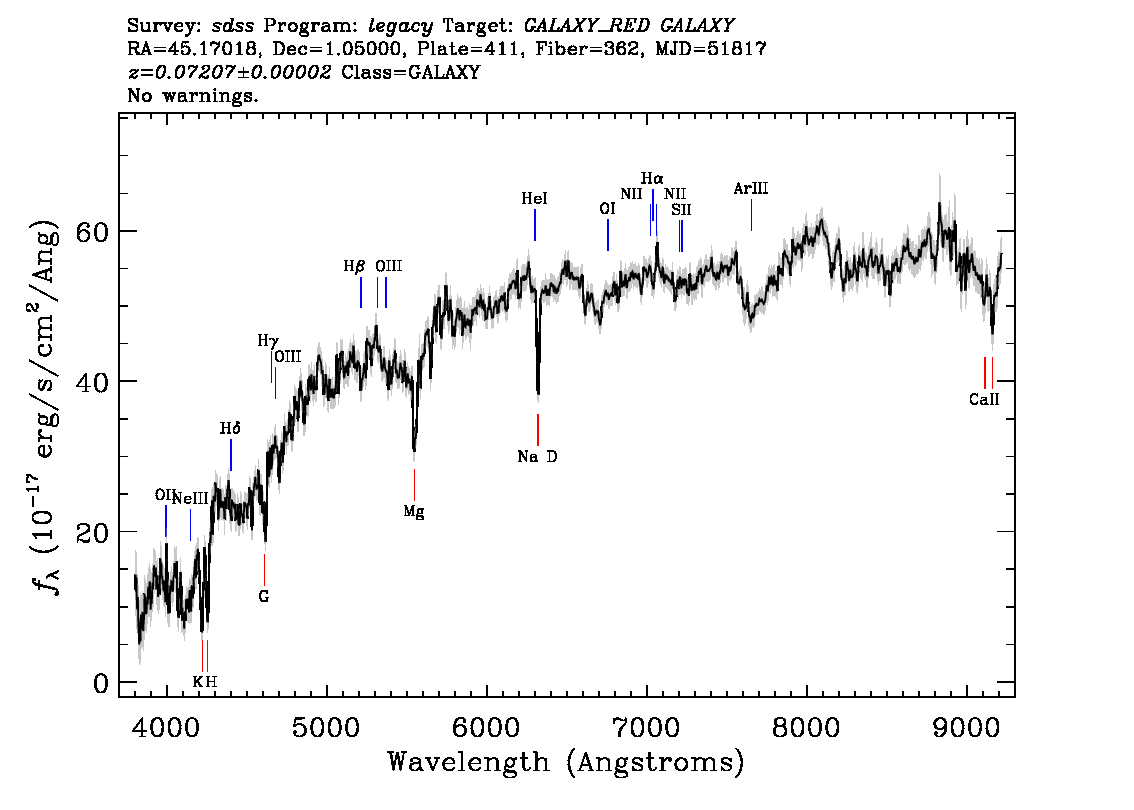 Survey: sdss Program: legacy Target: GALAXY_RED GALAXY
RA=45.17018, Dec=1.05000, Plate=411, Fiber=362, MJD=51817
z=0.07207±0.00002 Class=GALAXY
No warnings.
Hα
ArIII
NII NII
HeI
OI SII
Hβ OIII
Hγ
OIII
Hδ
OII NeIII
CaII
Na D
Mg
G
K H
60
40
20
0
f_λ (10^−17 erg/s/cm^2/Ang)
4000 5000 6000 7000 8000 9000
Wavelength (Angstroms)